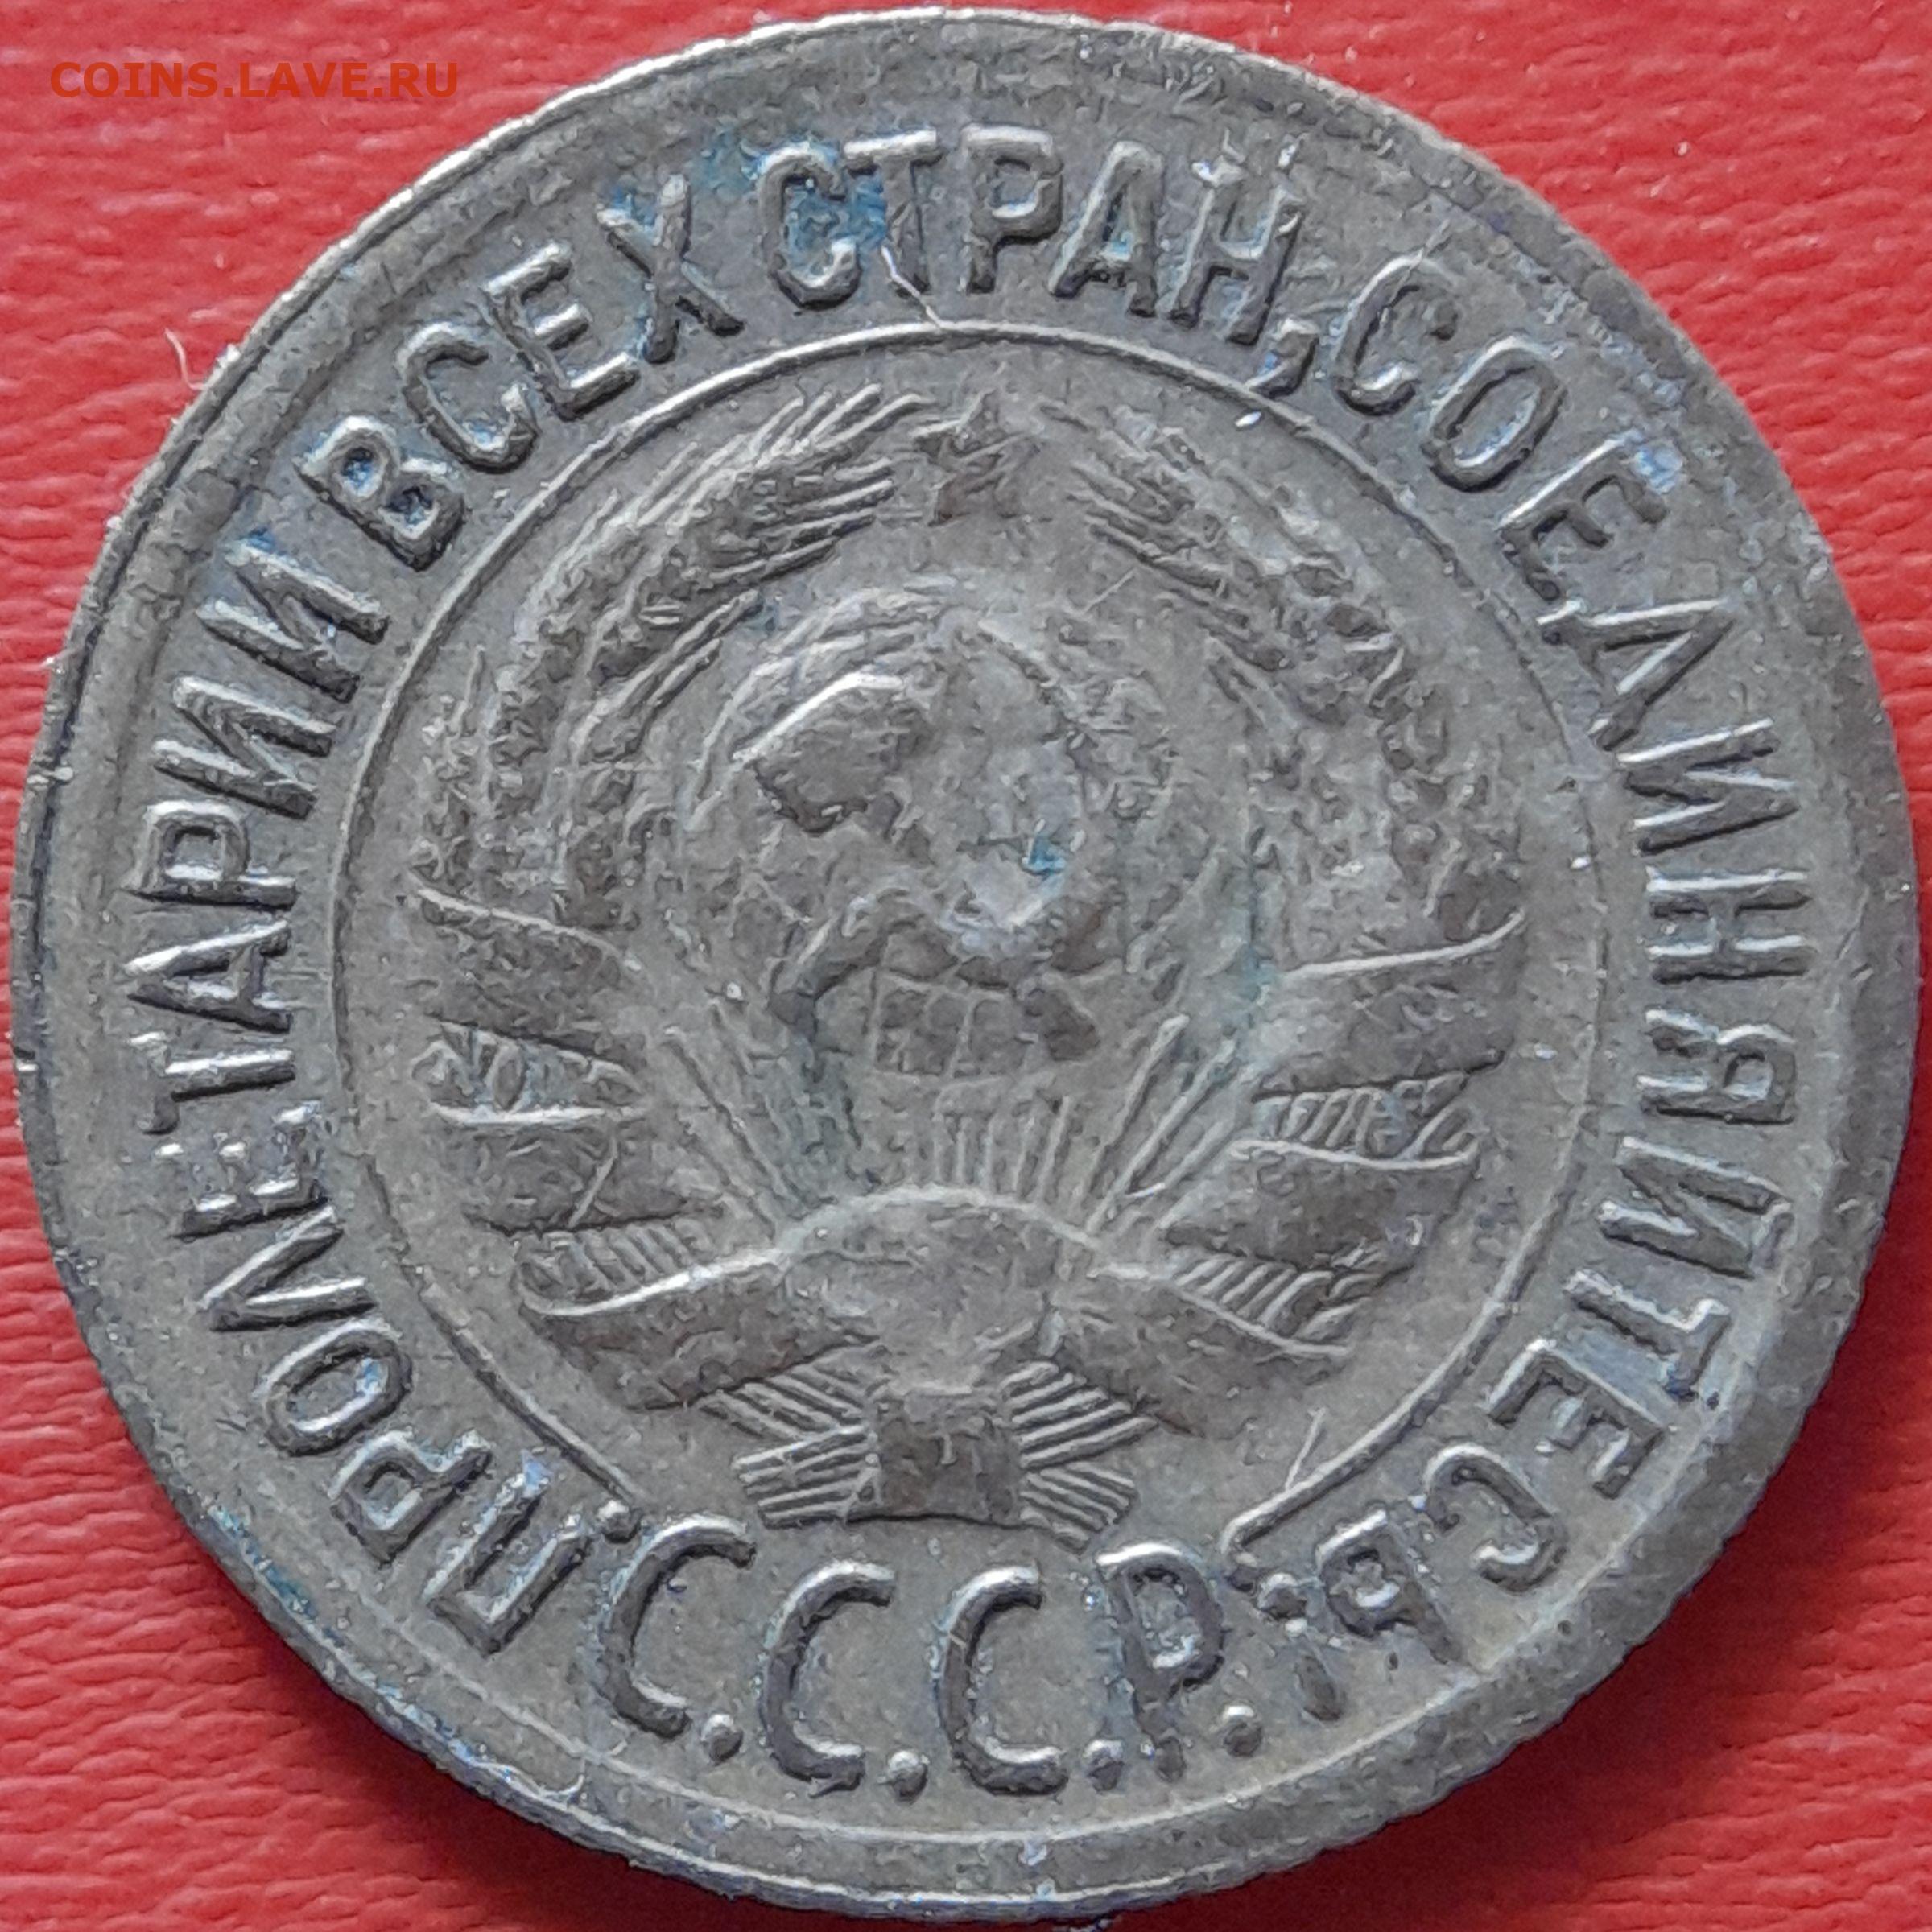 COINS.LAVE.RU
ПРОЛЕТАРИИ ВСЕХ СТРАН, СОЕДИНЯЙТЕСЬ!
С.С.С.Р.